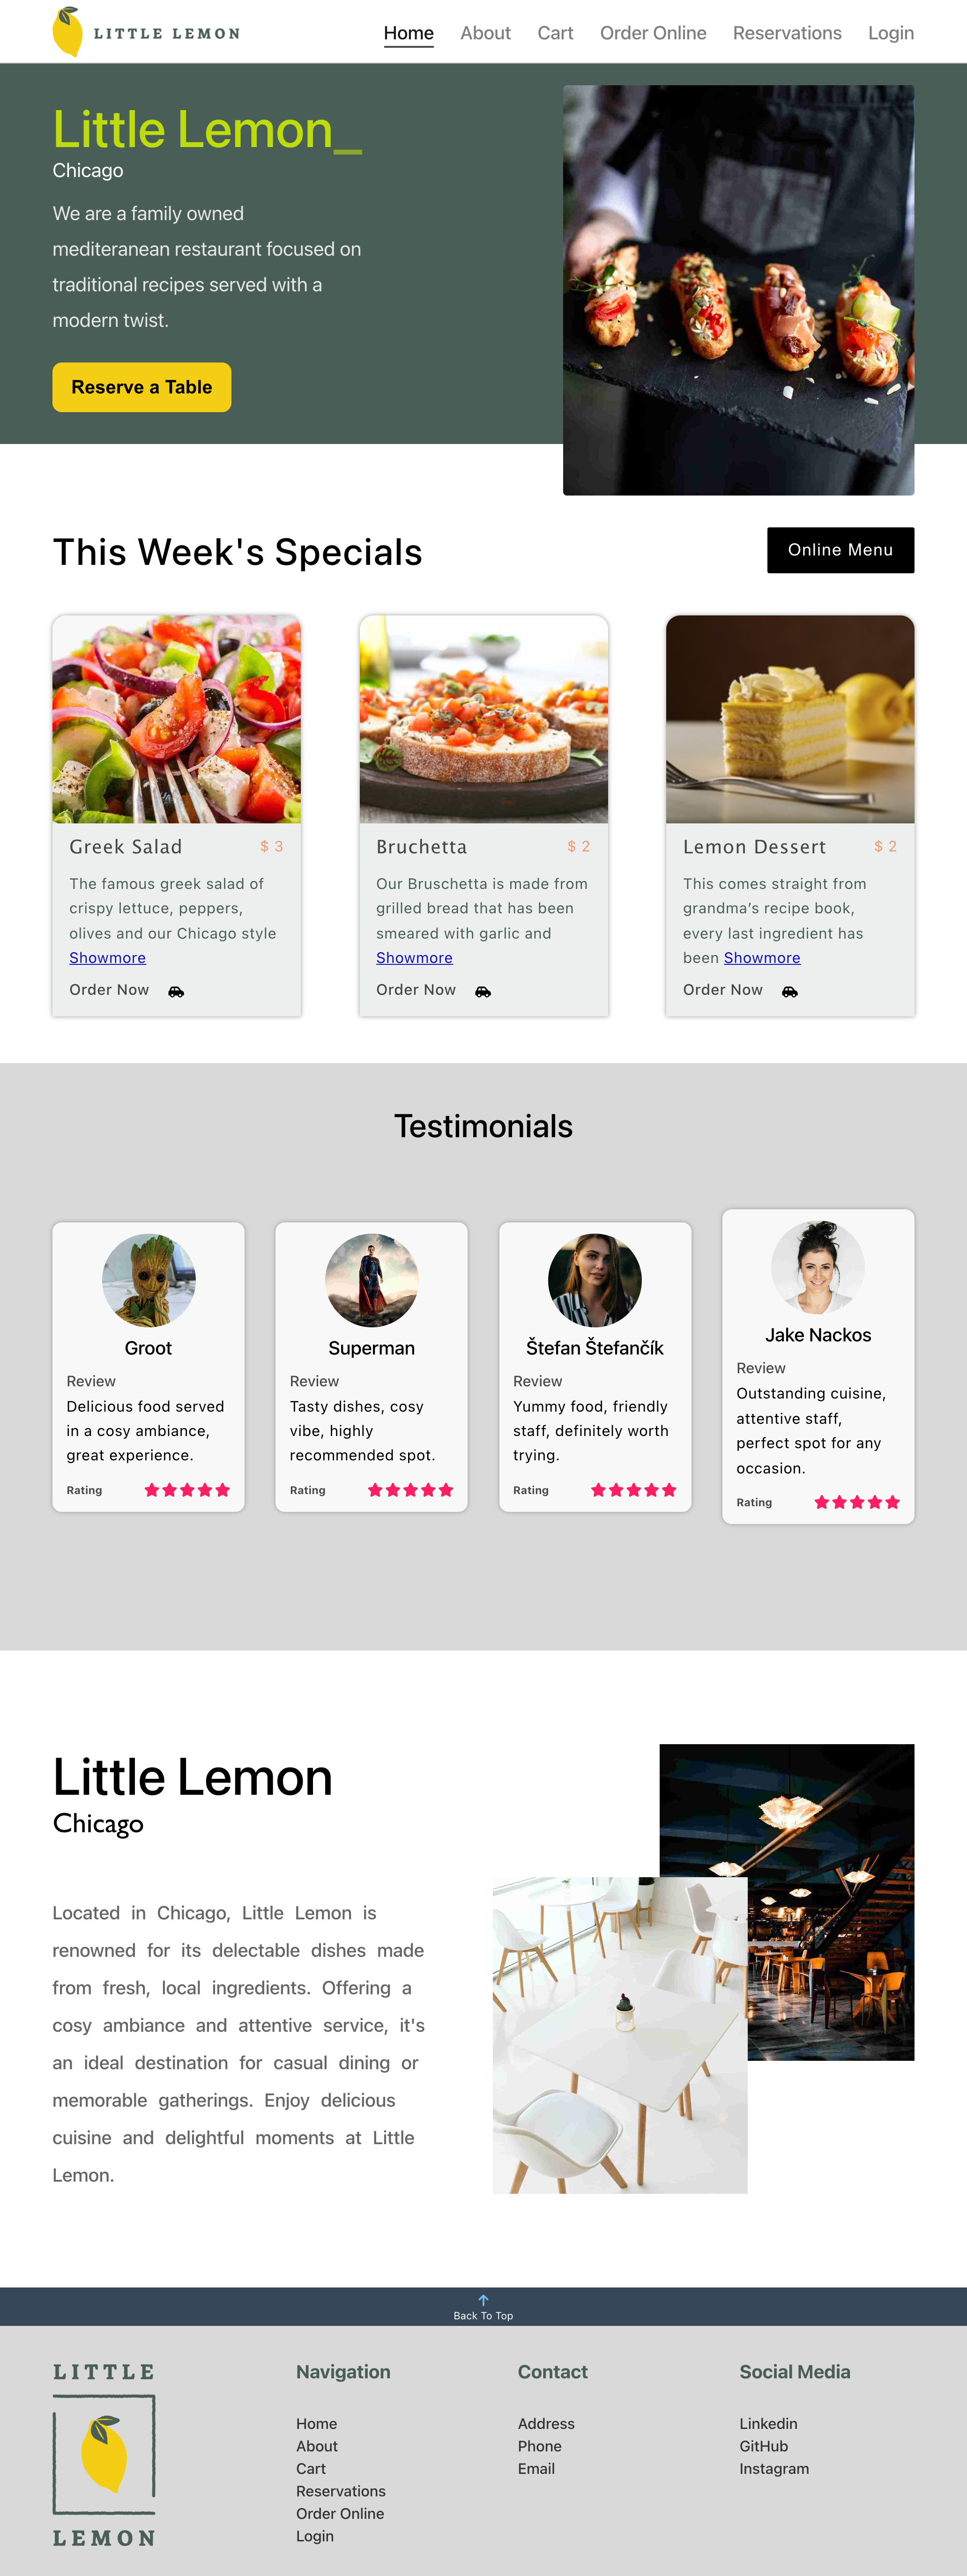 LITTLE LEMON
Home About Cart Order Online Reservations Login
Little Lemon_
Chicago
We are a family owned
mediteranean restaurant focused on
traditional recipes served with a
modern twist.
Reserve a Table
This Week's Specials
Online Menu
Greek Salad $ 3
The famous greek salad of
crispy lettuce, peppers,
olives and our Chicago style
Showmore
Order Now
Bruchetta $ 2
Our Bruschetta is made from
grilled bread that has been
smeared with garlic and
Showmore
Order Now
Lemon Dessert $ 2
This comes straight from
grandma’s recipe book,
every last ingredient has
been Showmore
Order Now
Testimonials
Groot
Review
Delicious food served
in a cosy ambiance,
great experience.
Rating
Superman
Review
Tasty dishes, cosy
vibe, highly
recommended spot.
Rating
Štefan Štefančík
Review
Yummy food, friendly
staff, definitely worth
trying.
Rating
Jake Nackos
Review
Outstanding cuisine,
attentive staff,
perfect spot for any
occasion.
Rating
Little Lemon
Chicago
Located in Chicago, Little Lemon is
renowned for its delectable dishes made
from fresh, local ingredients. Offering a
cosy ambiance and attentive service, it's
an ideal destination for casual dining or
memorable gatherings. Enjoy delicious
cuisine and delightful moments at Little
Lemon.
Back To Top
LITTLE
LEMON
Navigation
Home
About
Cart
Reservations
Order Online
Login
Contact
Address
Phone
Email
Social Media
Linkedin
GitHub
Instagram